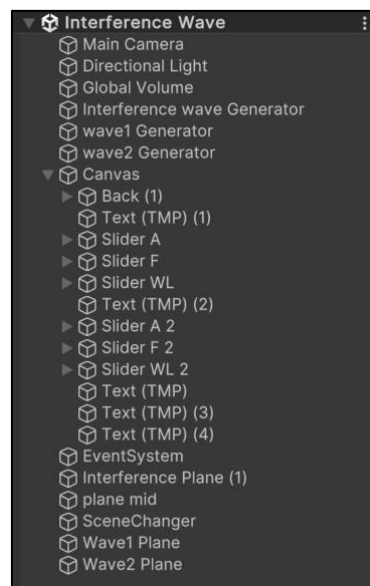 Interference Wave
Main Camera
Directional Light
Global Volume
Interference wave Generator
wave1 Generator
wave2 Generator
Canvas
Back (1)
Text (TMP) (1)
Slider A
Slider F
Slider WL
Text (TMP) (2)
Slider A 2
Slider F 2
Slider WL 2
Text (TMP)
Text (TMP) (3)
Text (TMP) (4)
EventSystem
Interference Plane (1)
plane mid
SceneChanger
Wave1 Plane
Wave2 Plane